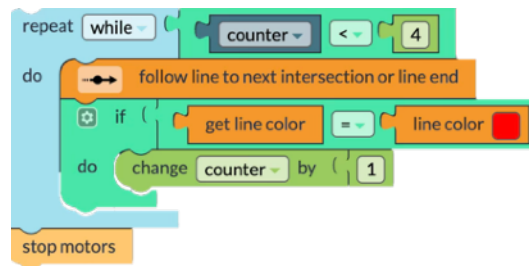 repeat while counter < 4
do follow line to next intersection or line end
if get line color = line color
do change counter by 1
stop motors